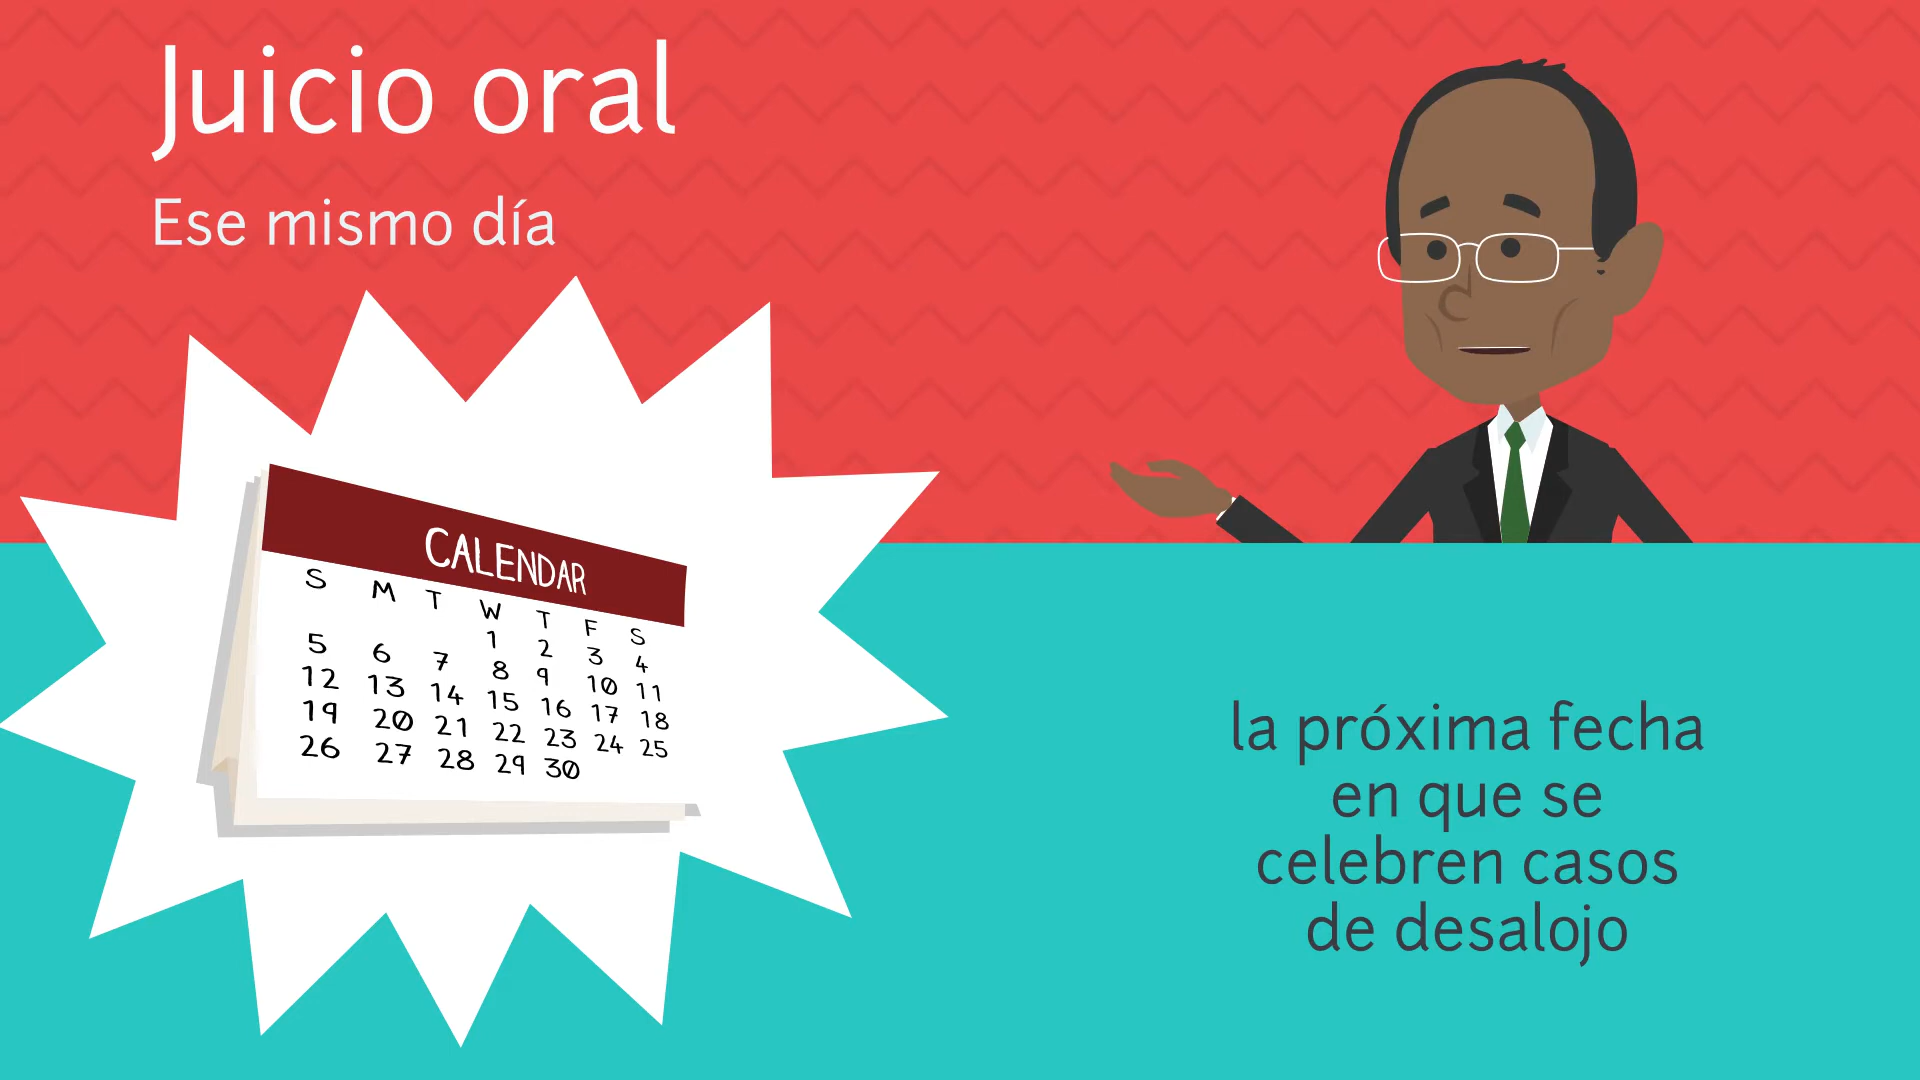 Juicio oral
Ese mismo día
CALENDAR
S M T W T F S
1 2 3 4
5 6 7 8 9 10 11
12 13 14 15 16 17 18
19 20 21 22 23 24 25
26 27 28 29 30
la próxima fecha
en que se
celebren casos
de desalojo